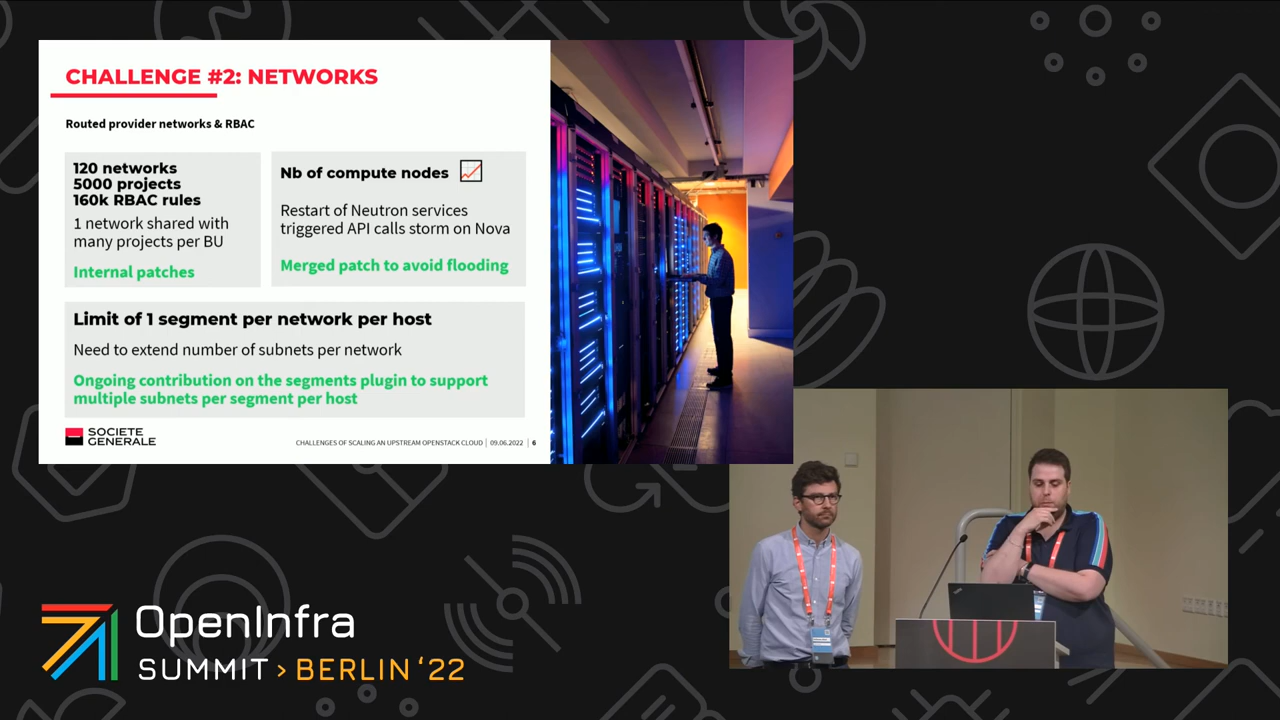 CHALLENGE #2: NETWORKS
Routed provider networks & RBAC
120 networks
5000 projects
160k RBAC rules
1 network shared with
many projects per BU
Internal patches
Nb of compute nodes
Restart of Neutron services
triggered API calls storm on Nova
Merged patch to avoid flooding
Limit of 1 segment per network per host
Need to extend number of subnets per network
Ongoing contribution on the segments plugin to support
multiple subnets per segment per host
SOCIETE
GENERALE
CHALLENGES OF SCALING AN UPSTREAM OPENSTACK CLOUD | 09.06.2022 | 6
OpenInfra
SUMMIT > BERLIN ‘22